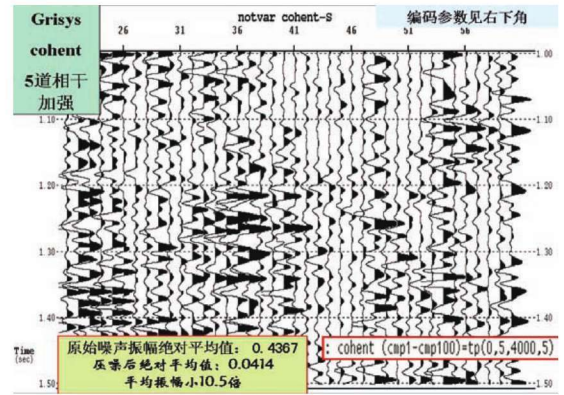 Grisys
cohent
5道相干
加强
notvar cohent-S
编码参数见右下角
26 31 36 41 46 51 56
1.00 1.00
1.10 1.10
1.20 1.20
1.30 1.30
1.40 1.40
Time
(sec)
1.50 1.50
原始噪声振幅绝对平均值： 0.4367
压噪后绝对平均值：0.0414
平均振幅小10.5倍
: cohent (cmp1-cmp100)=tp(0,5,4000,5)